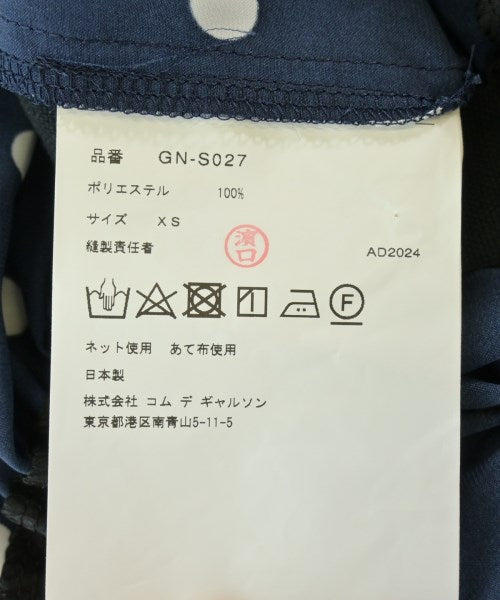 品番 GN-S027
ポリエステル 100%
サイズ XS
縫製責任者 濱口 AD2024
F
ネット使用 あて布使用
日本製
株式会社 コム デ ギャルソン
東京都港区南青山5-11-5